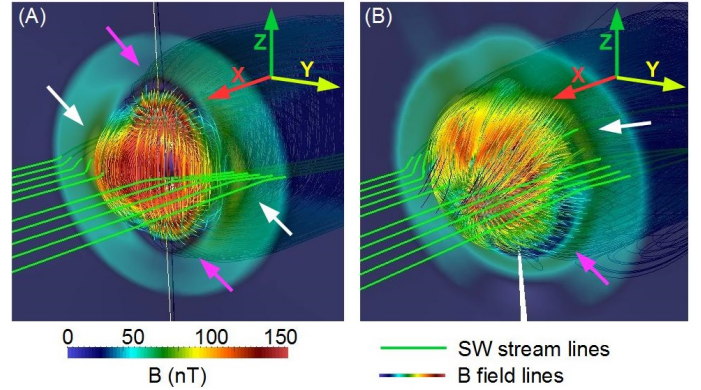 (A)
Z
X
Y
(B)
Z
X
Y
0 50 100 150
B (nT)
SW stream lines
B field lines